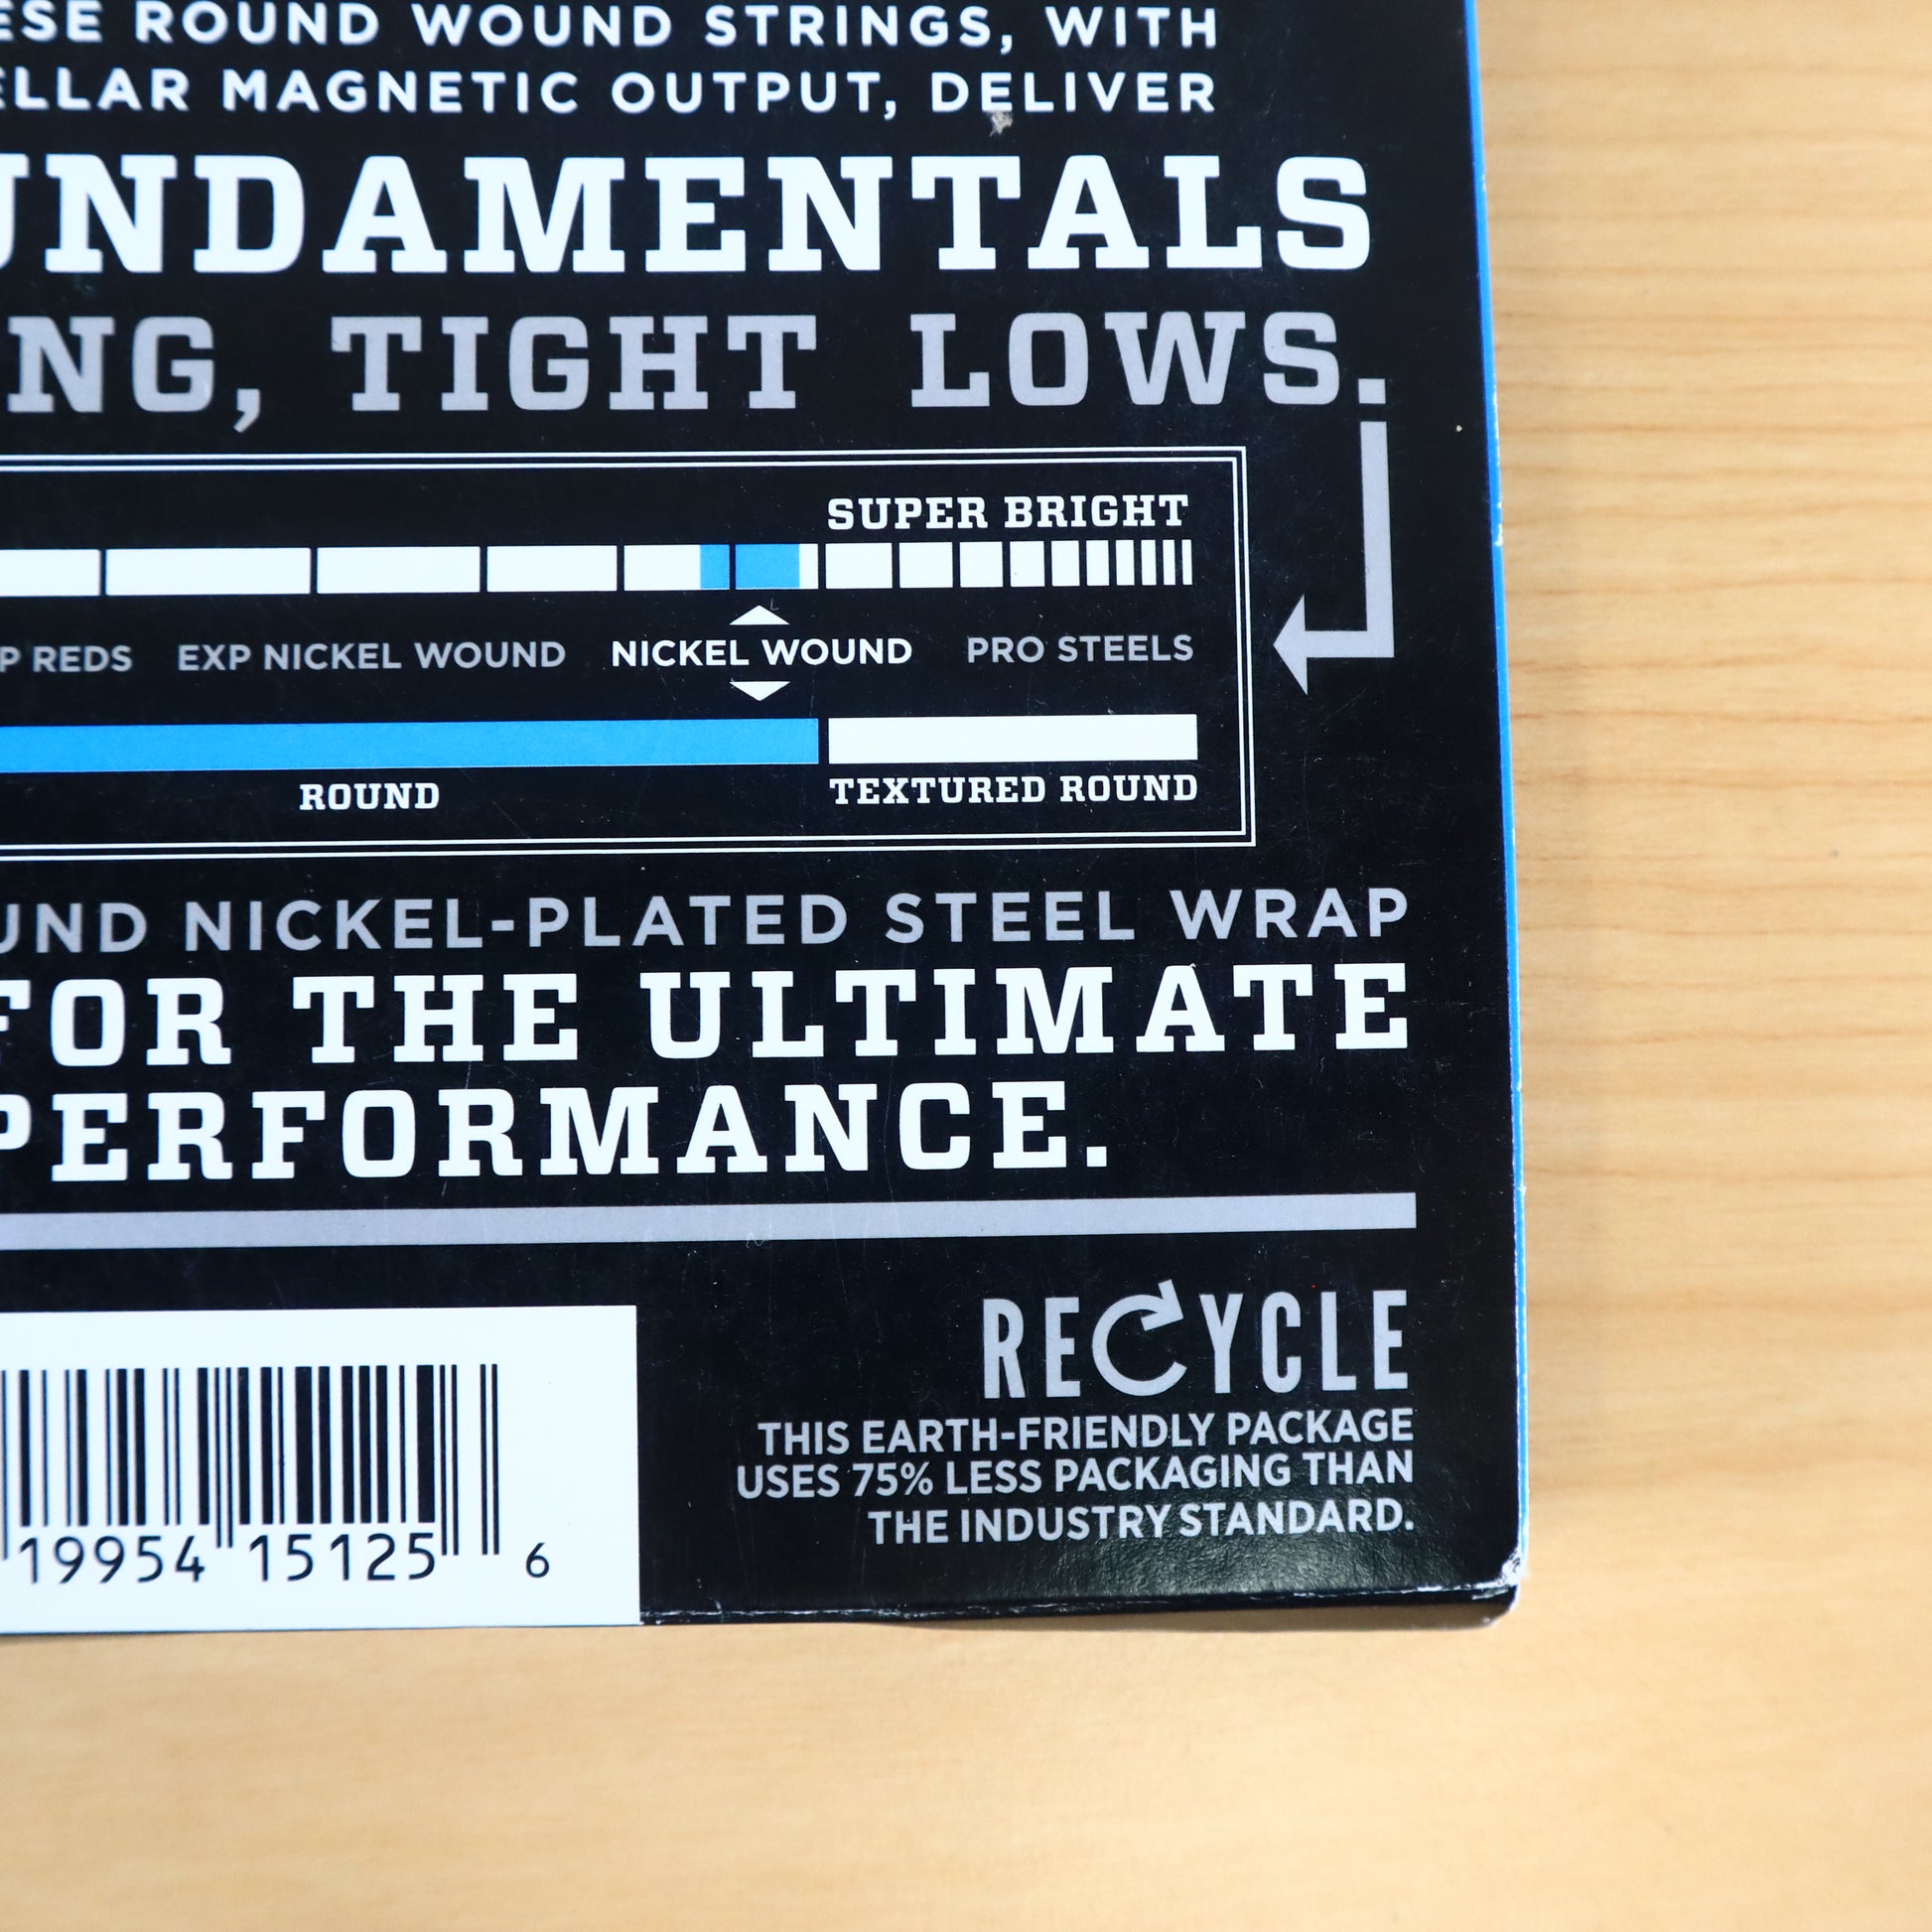 ESE ROUND WOUND STRINGS, WITH
ELLAR MAGNETIC OUTPUT, DELIVER
UNDAMENTALS
NG, TIGHT LOWS.
SUPER BRIGHT
P REDS EXP NICKEL WOUND NICKEL WOUND PRO STEELS
ROUND TEXTURED ROUND
UND NICKEL-PLATED STEEL WRAP
FOR THE ULTIMATE
PERFORMANCE.
RECYCLE
THIS EARTH-FRIENDLY PACKAGE
USES 75% LESS PACKAGING THAN
THE INDUSTRY STANDARD.
19954 15125 6